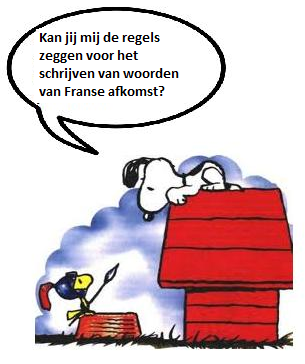 Kan jij mij de regels
zeggen voor het
schrijven van woorden
van Franse afkomst?